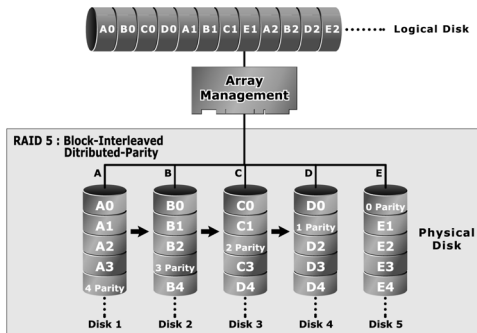 A0 B0 C0 D0 A1 B1 C1 E1 A2 B2 D2 E2 Logical Disk
Array
Management
RAID 5 : Block-Interleaved
Ditributed-Parity
A B C D E
A0 B0 C0 D0 0 Parity
A1 B1 C1 1 Parity E1
A2 B2 2 Parity D2 E2
A3 3 Parity C3 D3 E3
4 Parity B4 D4 D4 E4
Physical
Disk
Disk 1 Disk 2 Disk 3 Disk 4 Disk 5